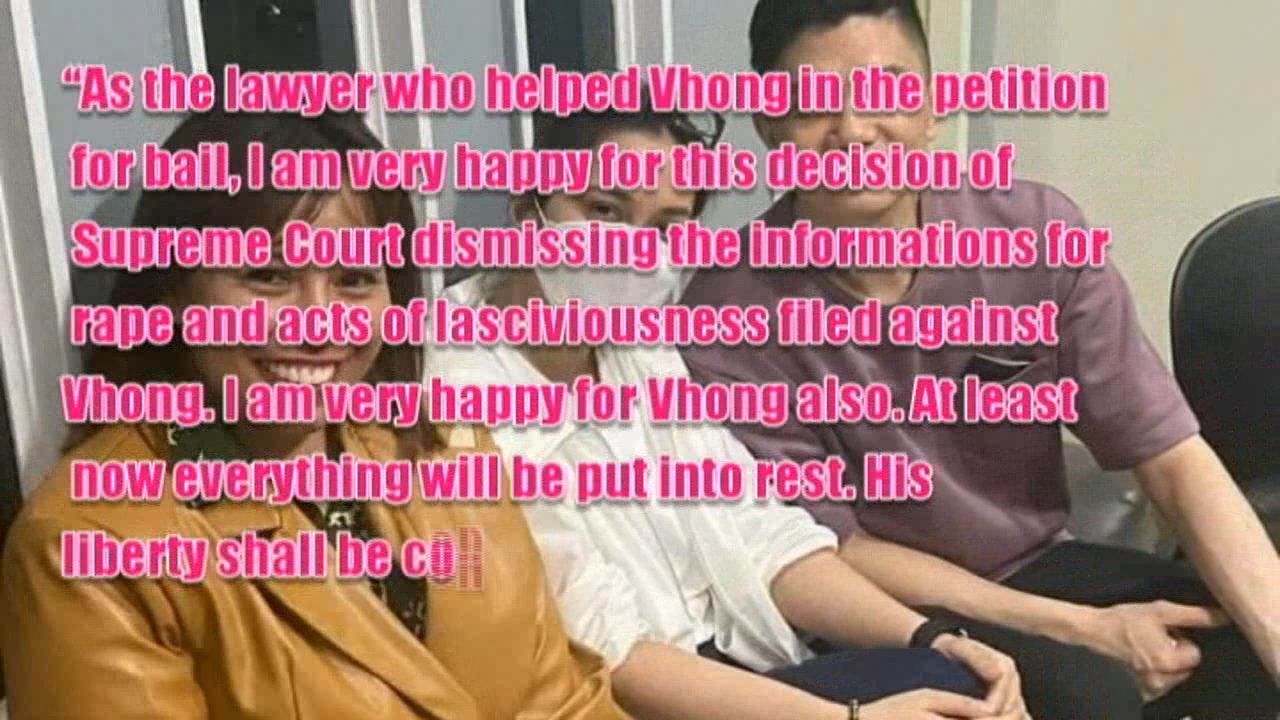 “As the lawyer who helped Vhong in the petition
for bail, I am very happy for this decision of
Supreme Court dismissing the informations for
rape and acts of lasciviousness filed against
Vhong. I am very happy for Vhong also. At least
now everything will be put into rest. His
liberty shall be co